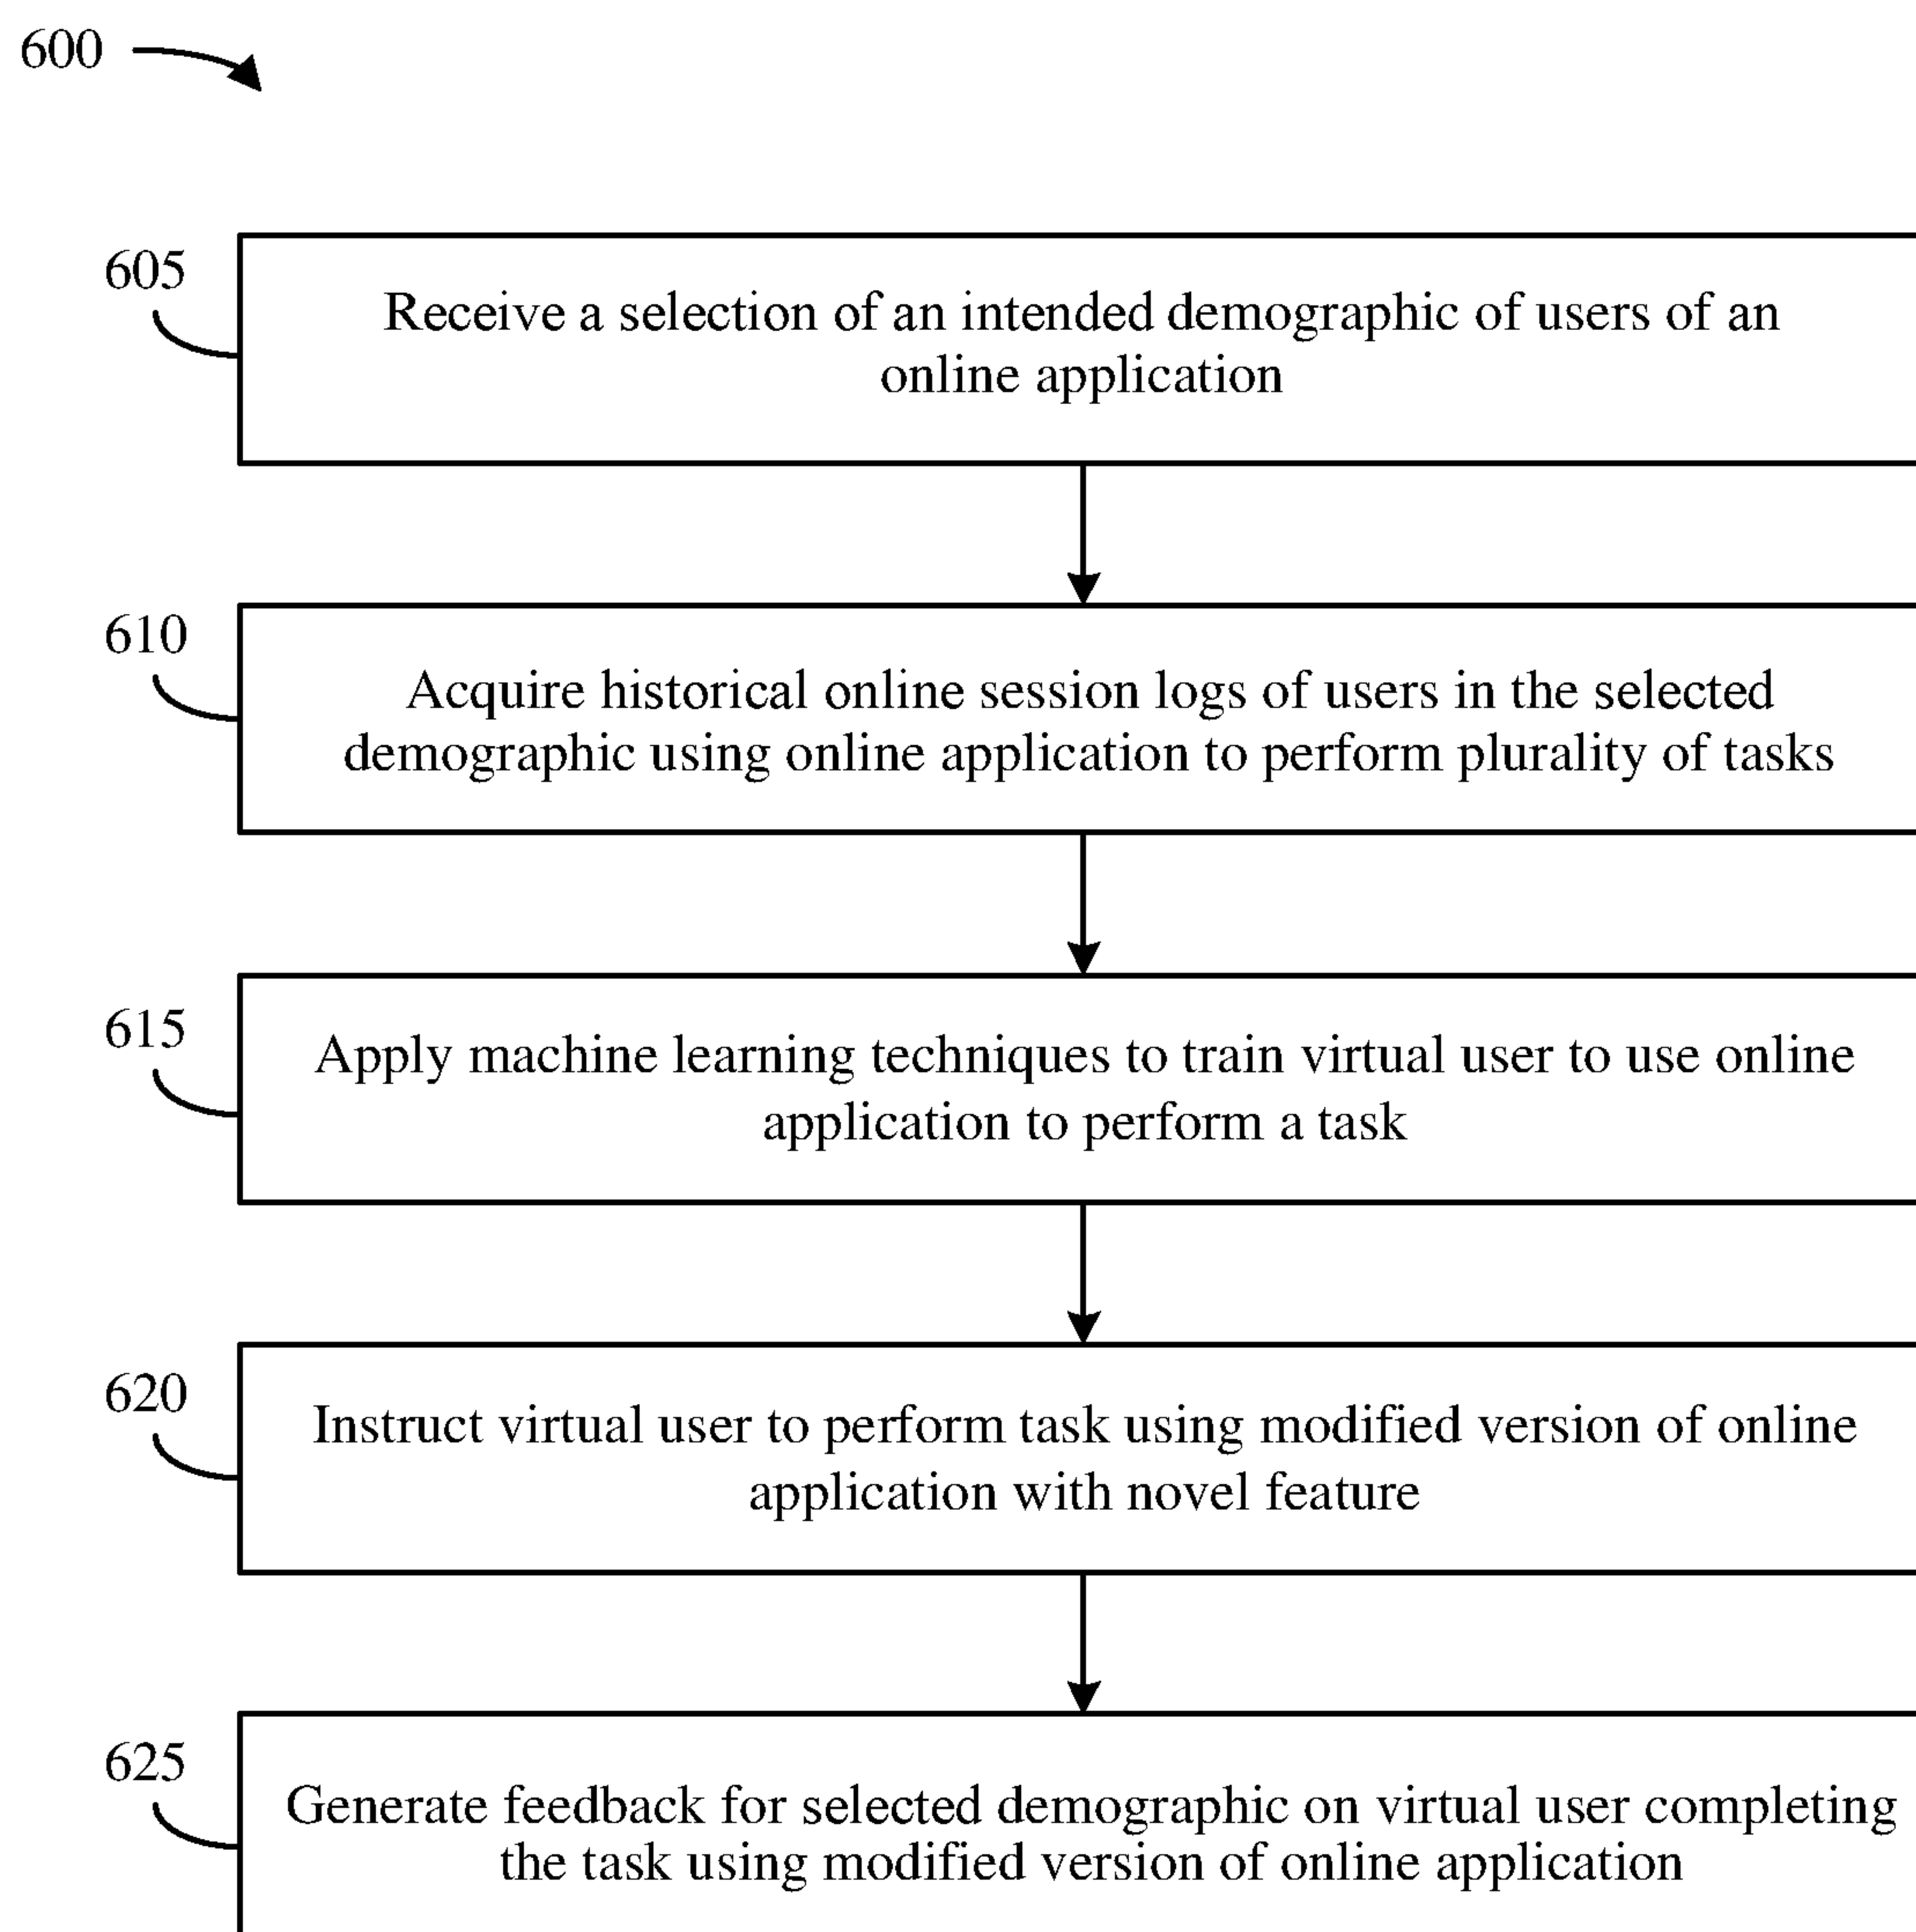 600
605
Receive a selection of an intended demographic of users of an
online application
610
Acquire historical online session logs of users in the selected
demographic using online application to perform plurality of tasks
615
Apply machine learning techniques to train virtual user to use online
application to perform a task
620
Instruct virtual user to perform task using modified version of online
application with novel feature
625
Generate feedback for selected demographic on virtual user completing
the task using modified version of online application